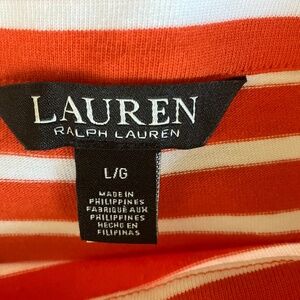 LAUREN
RALPH LAUREN
L/G
MADE IN
PHILIPPINES
FABRIQUÉ AUX
PHILIPPINES
HECHO EN
FILIPINAS